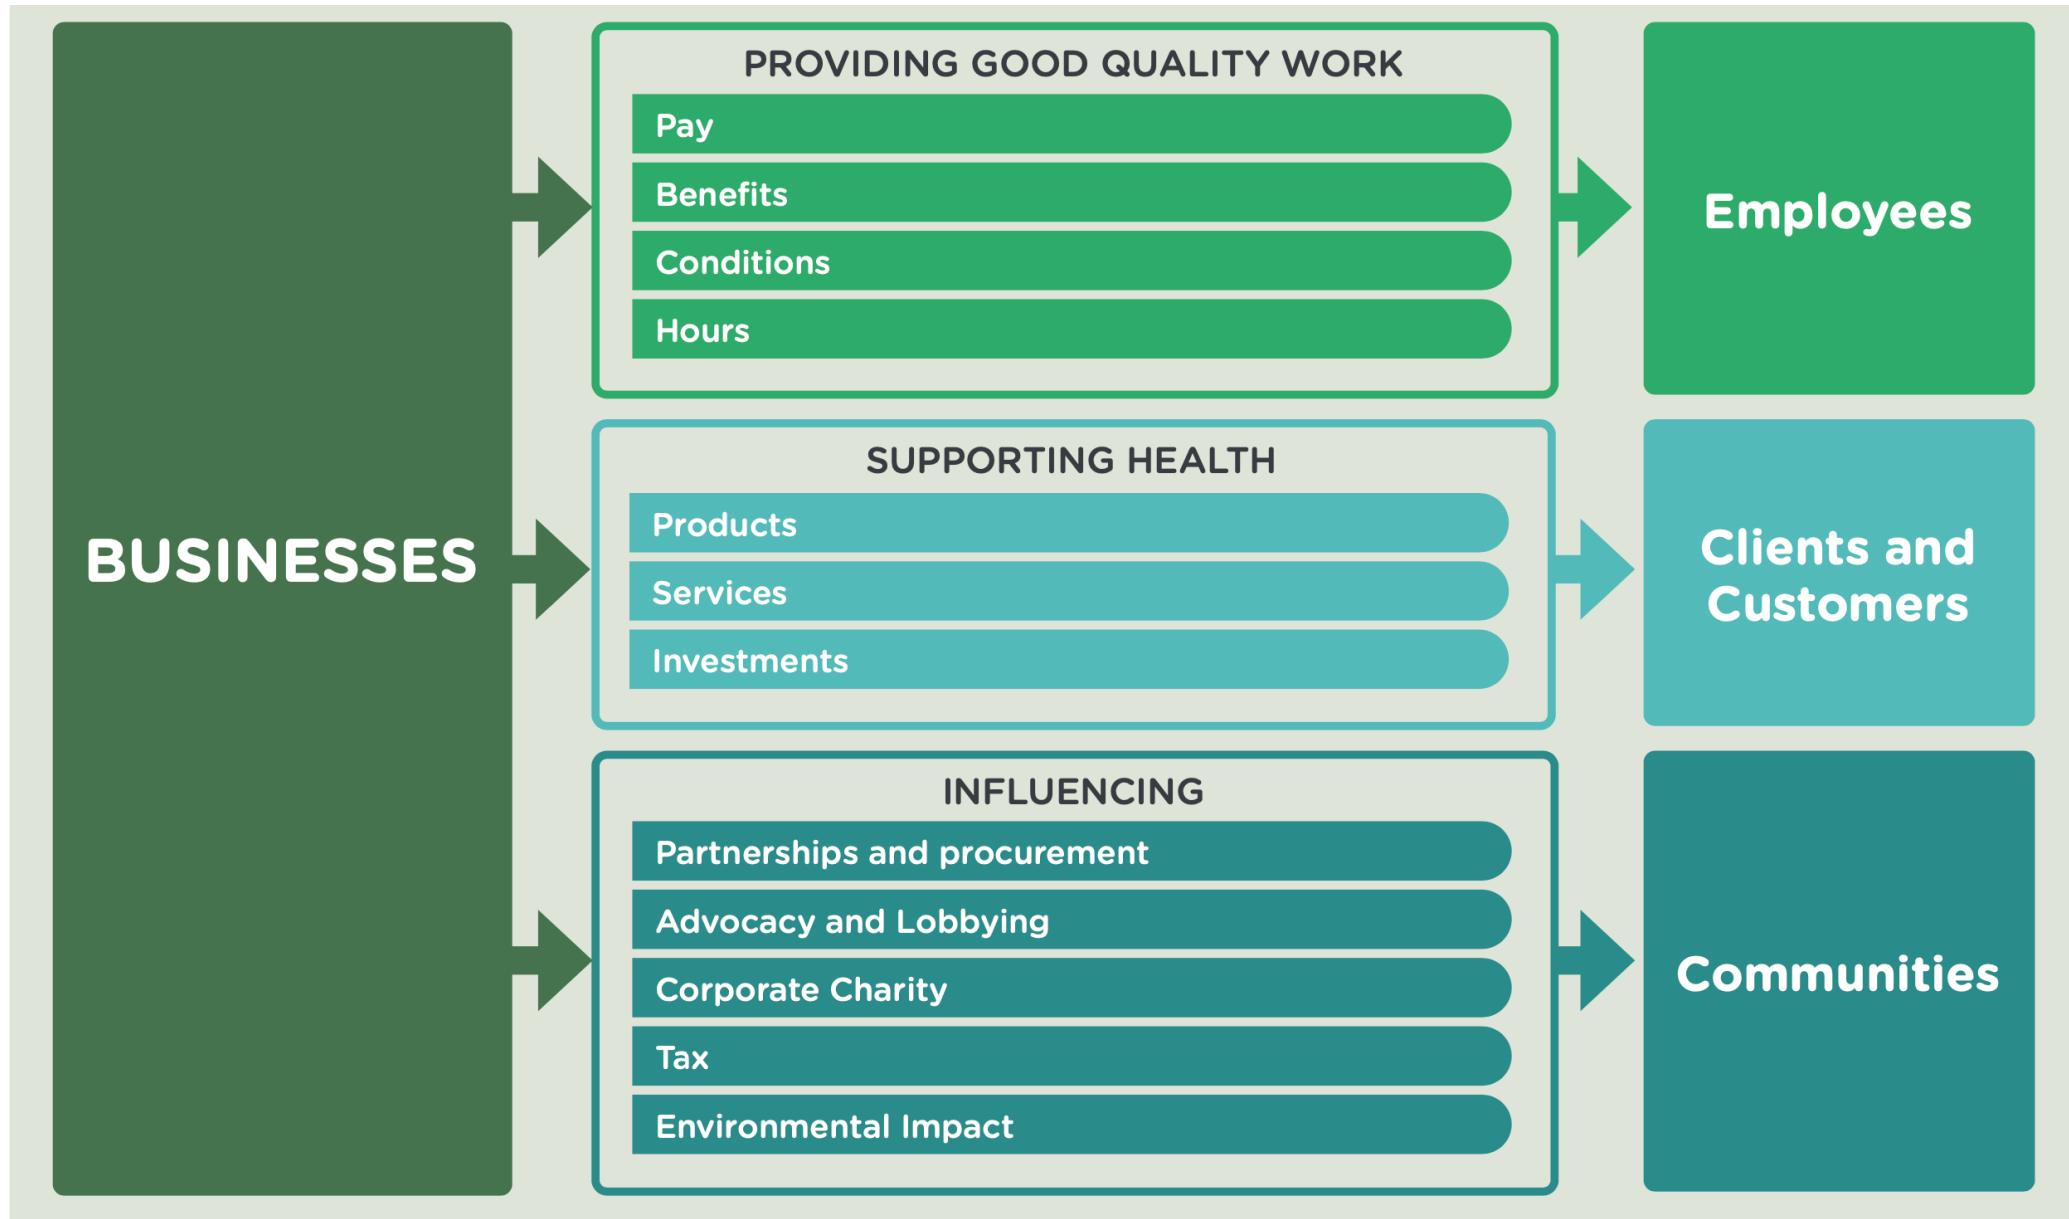 BUSINESSES
PROVIDING GOOD QUALITY WORK
Pay
Benefits
Conditions
Hours
Employees
SUPPORTING HEALTH
Products
Services
Investments
Clients and
Customers
INFLUENCING
Partnerships and procurement
Advocacy and Lobbying
Corporate Charity
Tax
Environmental Impact
Communities